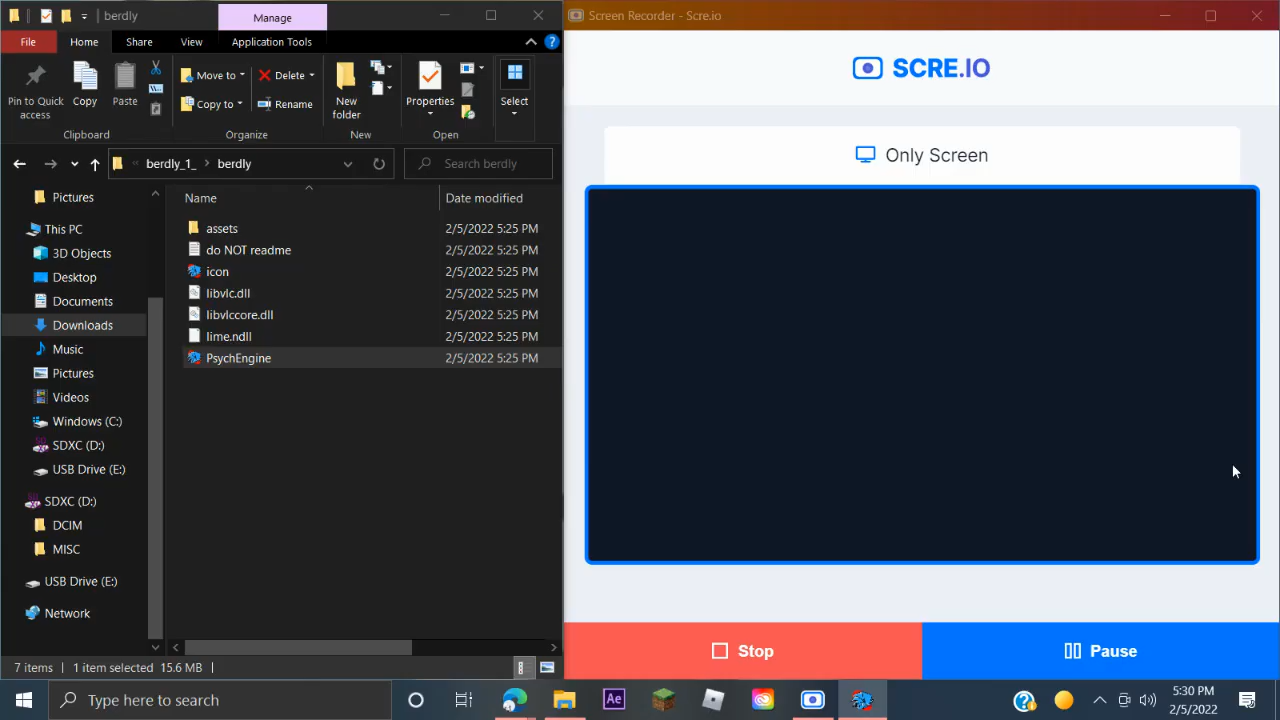 berdly
Manage
File
Home
Share
View
Application Tools
Pin to Quick access
Copy
Paste
Move to
Copy to
Delete
Rename
New folder
Properties
Select
Clipboard
Organize
New
Open
berdly_1_ > berdly
Search berdly
Name
Date modified
assets 2/5/2022 5:25 PM
do NOT readme 2/5/2022 5:25 PM
icon 2/5/2022 5:25 PM
libvlc.dll 2/5/2022 5:25 PM
libvlccore.dll 2/5/2022 5:25 PM
lime.ndll 2/5/2022 5:25 PM
PsychEngine 2/5/2022 5:25 PM
Pictures
This PC
3D Objects
Desktop
Documents
Downloads
Music
Pictures
Videos
Windows (C:)
SDXC (D:)
USB Drive (E:)
SDXC (D:)
DCIM
MISC
USB Drive (E:)
Network
7 items
1 item selected 15.6 MB
Screen Recorder - Scre.io
SCRE.IO
Only Screen
Stop
Pause
Type here to search
Ae
5:30 PM
2/5/2022